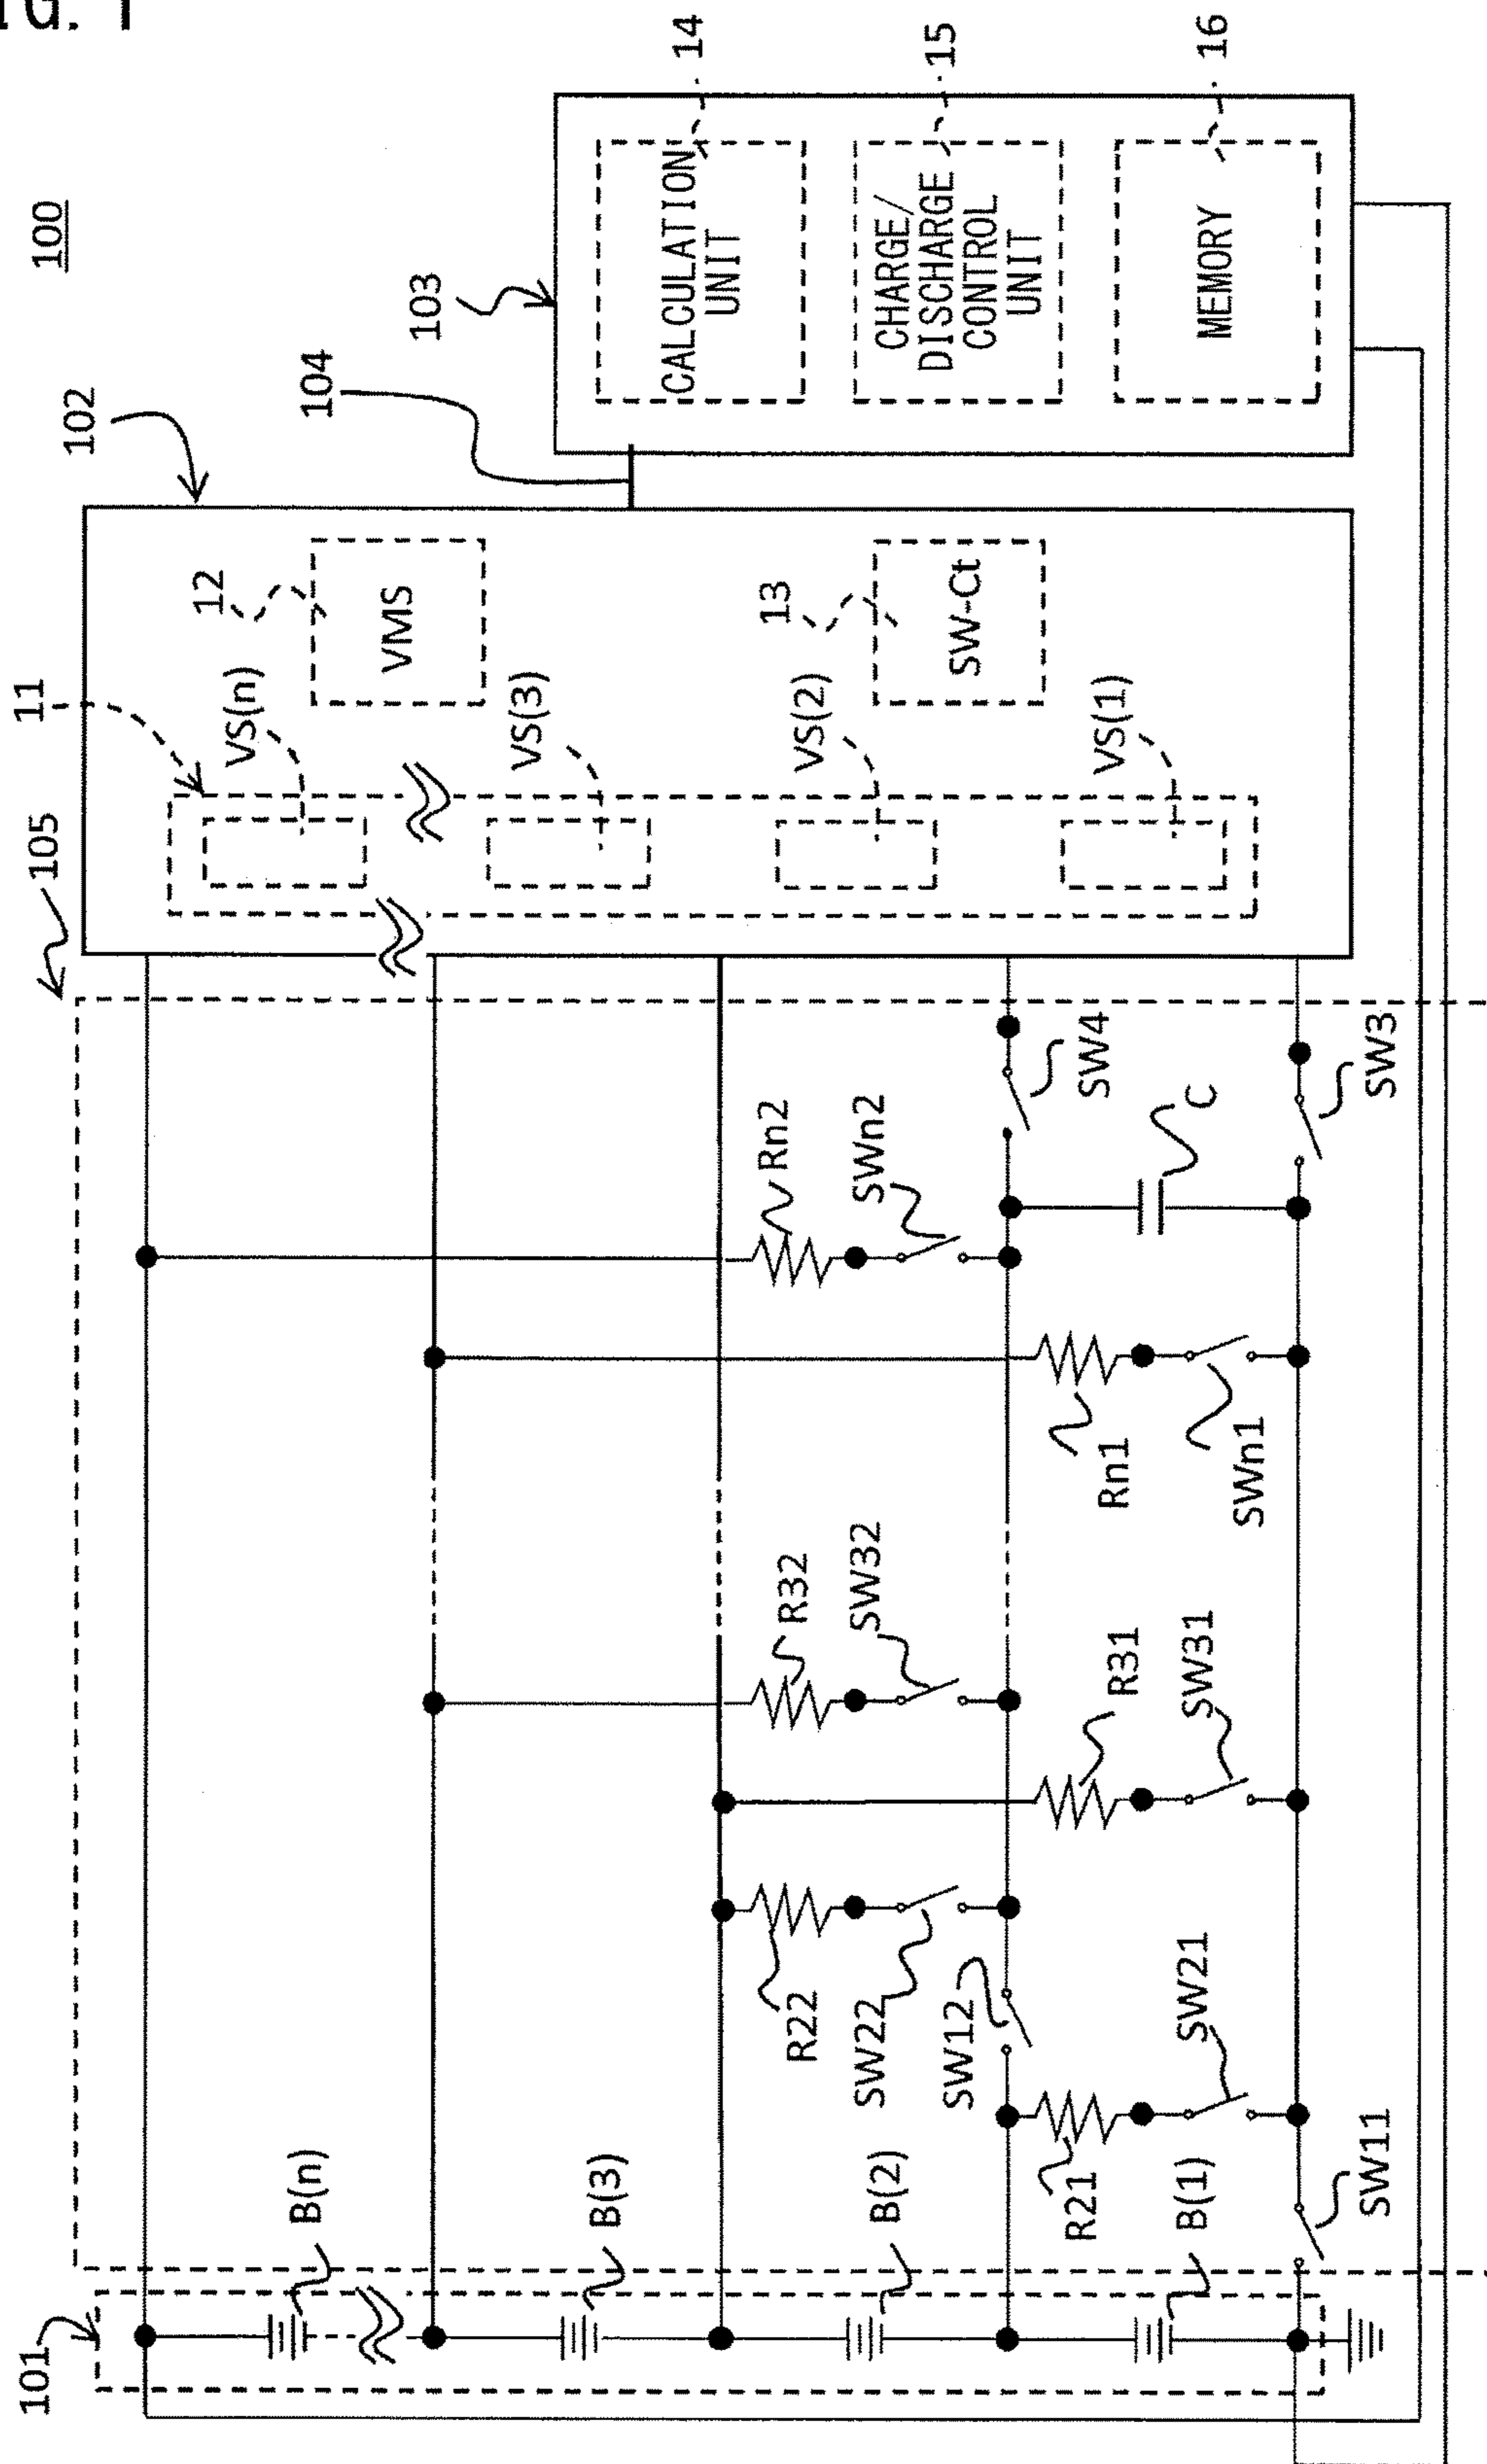 FIG. 1
100
101
102
103
104
105
11
12
13
14
15
16
CALCULATION
UNIT
CHARGE/
DISCHARGE
CONTROL
UNIT
MEMORY
VMS
SW-Ct
VS(n)
VS(3)
VS(2)
VS(1)
Rn2
SWn2
SW4
C
SW3
Rn1
SWn1
R32
SW32
R31
SW31
R22
SW22
SW12
SW21
R21
SW11
B(n)
B(3)
B(2)
B(1)